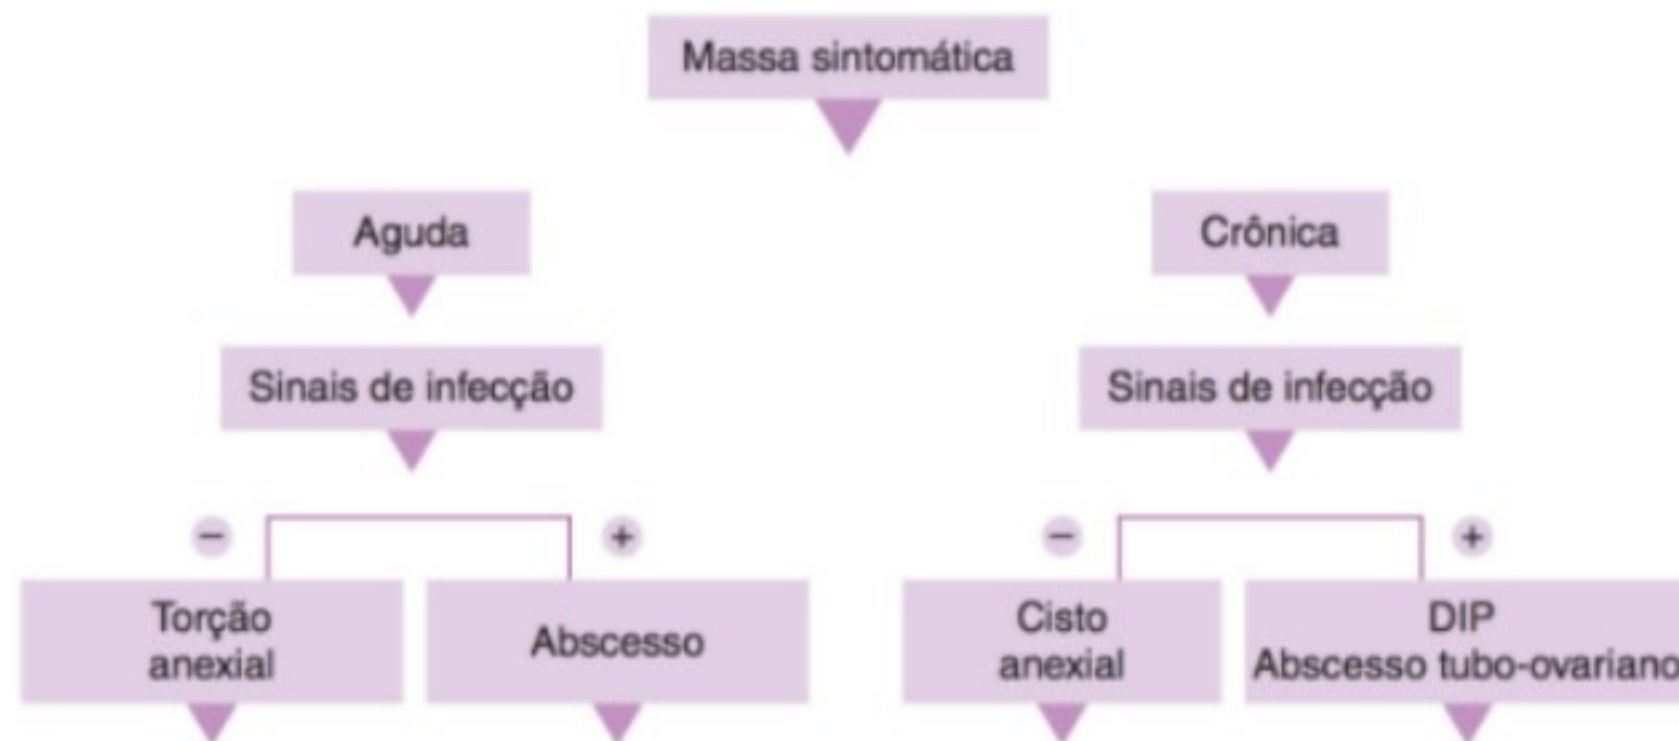 Massa sintomática
Aguda
Crônica
Sinais de infecção
Sinais de infecção
−
+
−
+
Torção
anexial
Abscesso
Cisto
anexial
DIP
Abscesso tubo-ovariano